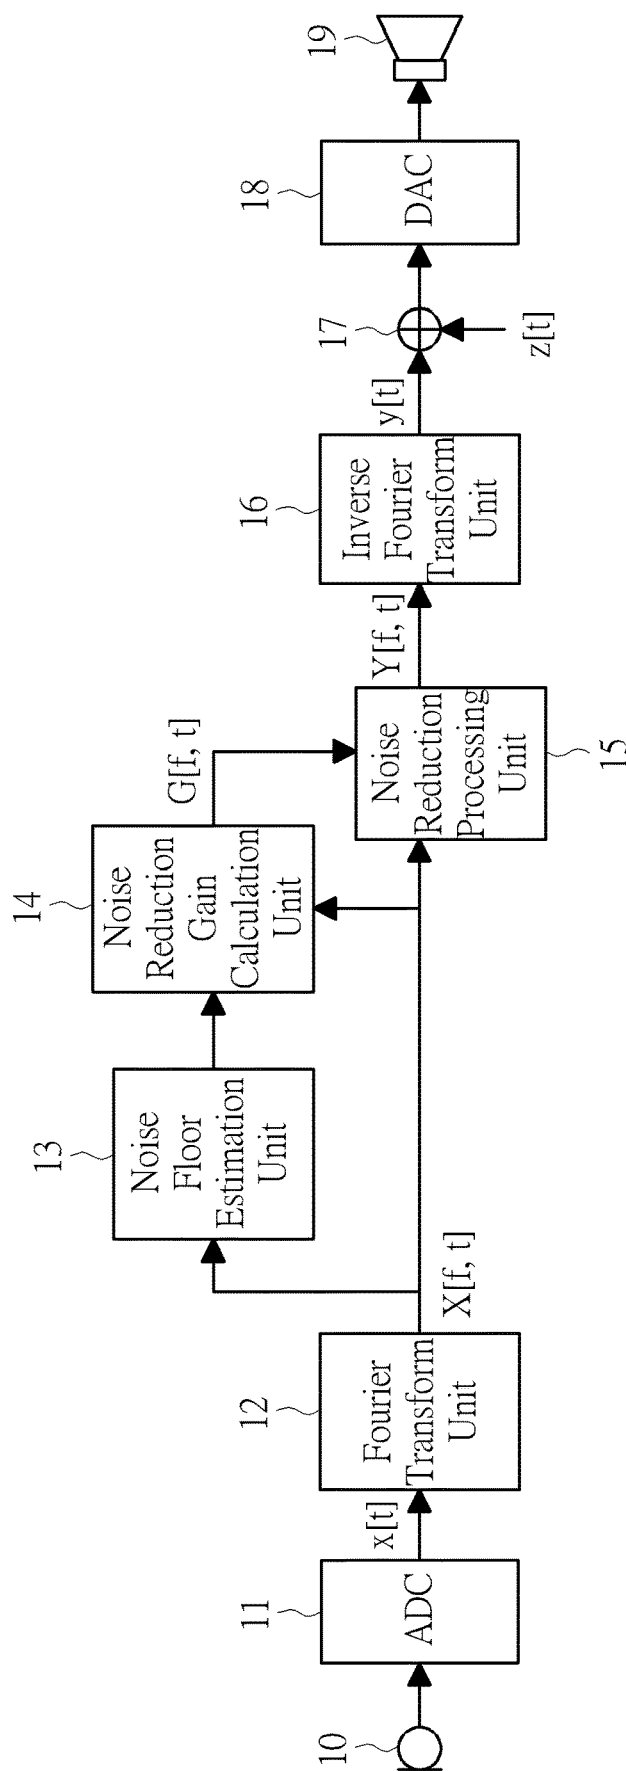 10
11
ADC
x[t]
12
Fourier
Transform
Unit
X[f, t]
13
Noise
Floor
Estimation
Unit
14
Noise
Reduction
Gain
Calculation
Unit
G[f, t]
Noise
Reduction
Processing
Unit
15
Y[f, t]
16
Inverse
Fourier
Transform
Unit
y[t]
17
z[t]
18
DAC
19